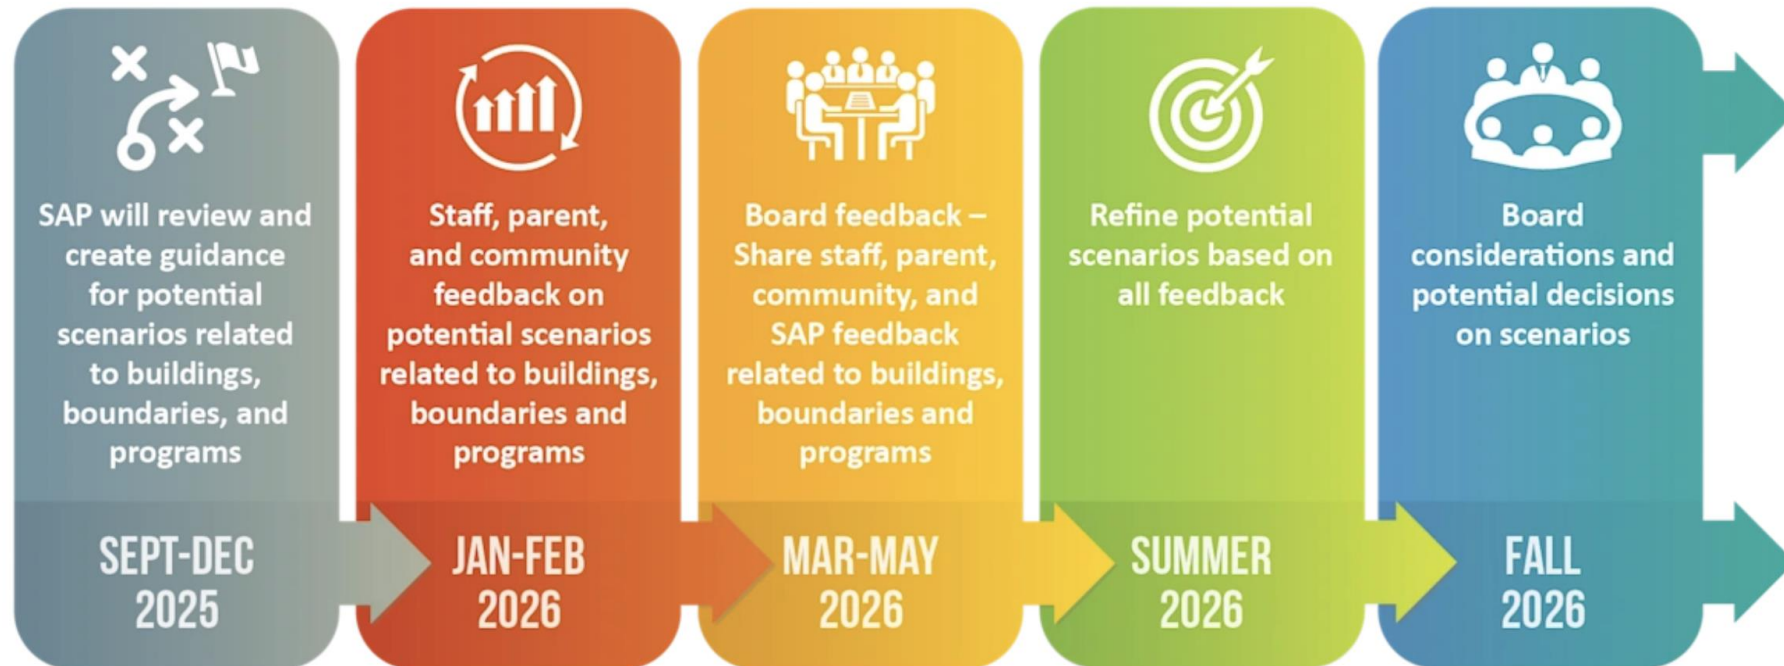 SAP will review and
create guidance
for potential
scenarios related
to buildings,
boundaries, and
programs
SEPT-DEC
2025
Staff, parent,
and community
feedback on
potential scenarios
related to buildings,
boundaries and
programs
JAN-FEB
2026
Board feedback –
Share staff, parent,
community, and
SAP feedback
related to buildings,
boundaries and
programs
MAR-MAY
2026
Refine potential
scenarios based on
all feedback
SUMMER
2026
Board
considerations and
potential decisions
on scenarios
FALL
2026